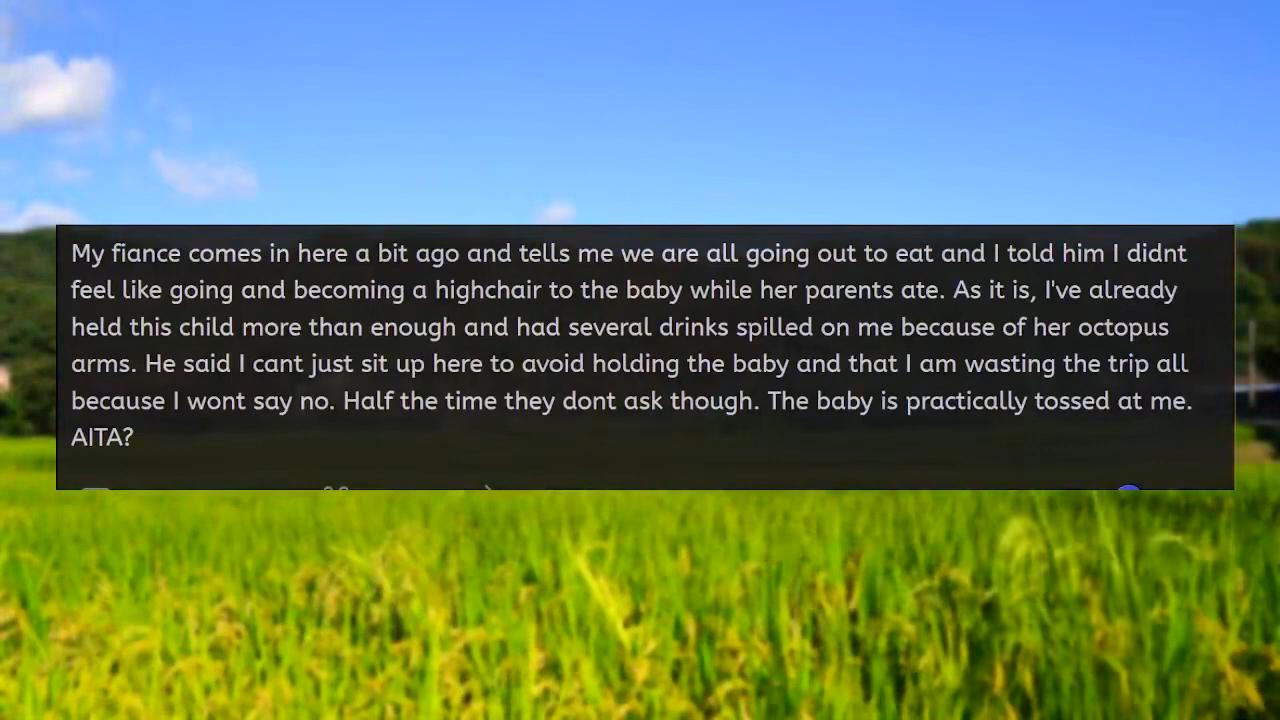 My fiance comes in here a bit ago and tells me we are all going out to eat and I told him I didnt
feel like going and becoming a highchair to the baby while her parents ate. As it is, I've already
held this child more than enough and had several drinks spilled on me because of her octopus
arms. He said I cant just sit up here to avoid holding the baby and that I am wasting the trip all
because I wont say no. Half the time they dont ask though. The baby is practically tossed at me.
AITA?